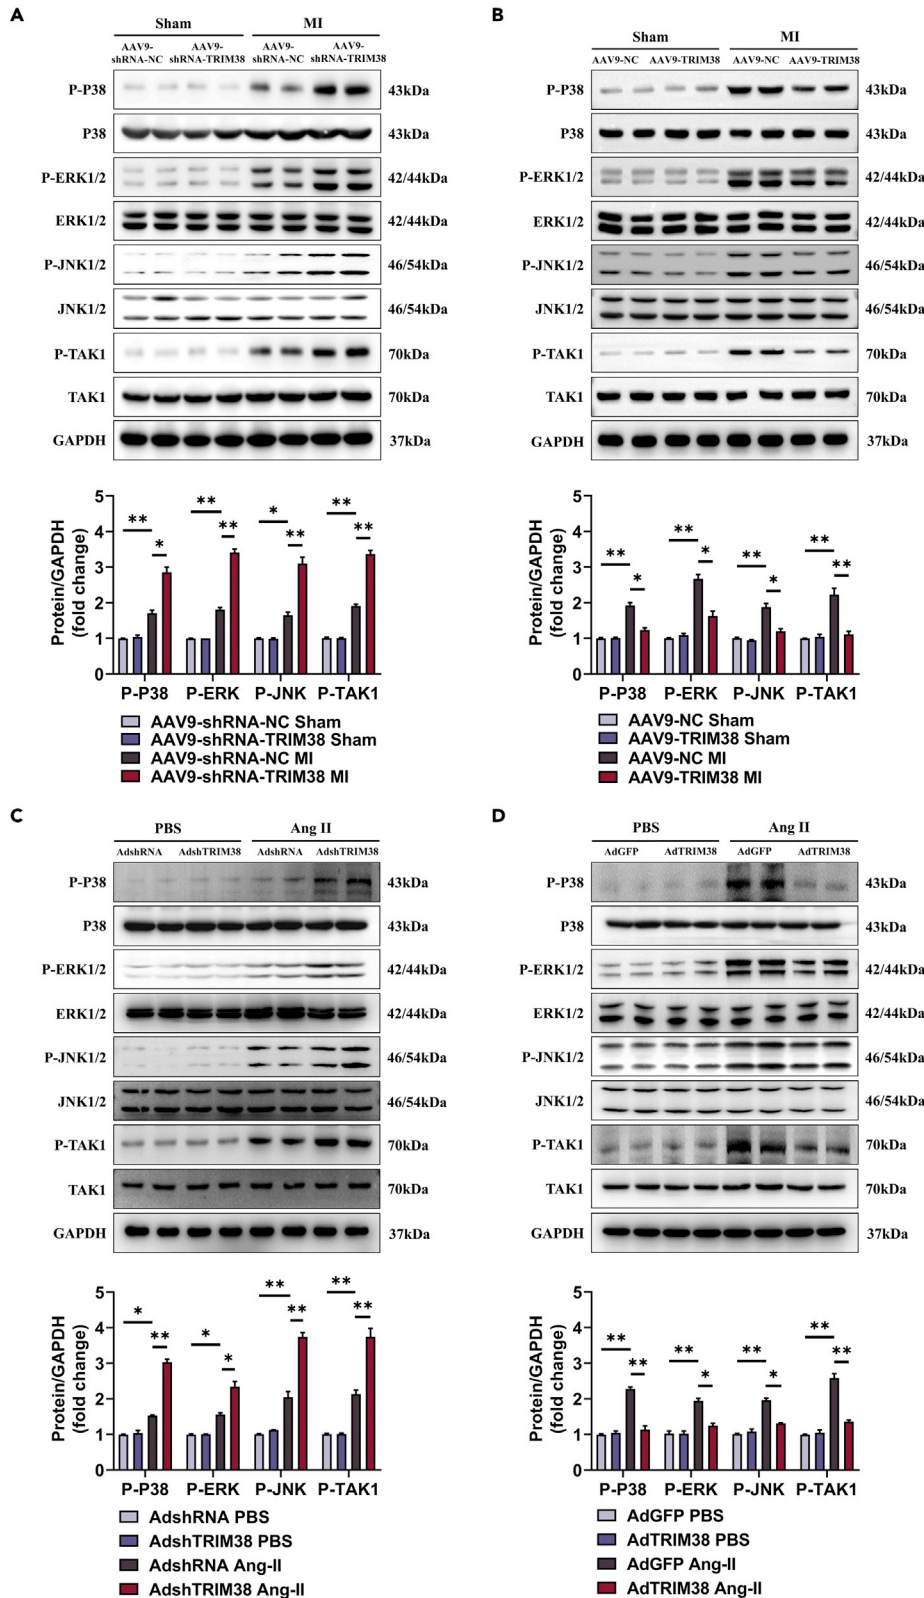 A
Sham MI
AAV9-shRNA-NC AAV9-shRNA-TRIM38 AAV9-shRNA-NC AAV9-shRNA-TRIM38
P-P38 43kDa
P38 43kDa
P-ERK1/2 42/44kDa
ERK1/2 42/44kDa
P-JNK1/2 46/54kDa
JNK1/2 46/54kDa
P-TAK1 70kDa
TAK1 70kDa
GAPDH 37kDa
Protein/GAPDH
(fold change)
5
4
3
2
1
0
** ** * **
* ** ** **
P-P38 P-ERK P-JNK P-TAK1
AAV9-shRNA-NC Sham
AAV9-shRNA-TRIM38 Sham
AAV9-shRNA-NC MI
AAV9-shRNA-TRIM38 MI
B
Sham MI
AAV9-NC AAV9-TRIM38 AAV9-NC AAV9-TRIM38
P-P38 43kDa
P38 43kDa
P-ERK1/2 42/44kDa
ERK1/2 42/44kDa
P-JNK1/2 46/54kDa
JNK1/2 46/54kDa
P-TAK1 70kDa
TAK1 70kDa
GAPDH 37kDa
Protein/GAPDH
(fold change)
5
4
3
2
1
0
** ** ** **
* * * **
P-P38 P-ERK P-JNK P-TAK1
AAV9-NC Sham
AAV9-TRIM38 Sham
AAV9-NC MI
AAV9-TRIM38 MI
C
PBS Ang II
AdshRNA AdshTRIM38 AdshRNA AdshTRIM38
P-P38 43kDa
P38 43kDa
P-ERK1/2 42/44kDa
ERK1/2 42/44kDa
P-JNK1/2 46/54kDa
JNK1/2 46/54kDa
P-TAK1 70kDa
TAK1 70kDa
GAPDH 37kDa
Protein/GAPDH
(fold change)
5
4
3
2
1
0
* * ** **
** * ** **
P-P38 P-ERK P-JNK P-TAK1
AdshRNA PBS
AdshTRIM38 PBS
AdshRNA Ang-II
AdshTRIM38 Ang-II
D
PBS Ang II
AdGFP AdTRIM38 AdGFP AdTRIM38
P-P38 43kDa
P38 43kDa
P-ERK1/2 42/44kDa
ERK1/2 42/44kDa
P-JNK1/2 46/54kDa
JNK1/2 46/54kDa
P-TAK1 70kDa
TAK1 70kDa
GAPDH 37kDa
Protein/GAPDH
(fold change)
5
4
3
2
1
0
** ** ** **
** * * **
P-P38 P-ERK P-JNK P-TAK1
AdGFP PBS
AdTRIM38 PBS
AdGFP Ang-II
AdTRIM38 Ang-II